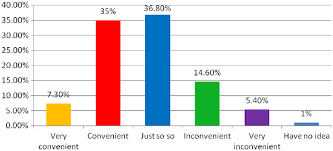 40.00%
35.00%
30.00%
25.00%
20.00%
15.00%
10.00%
5.00%
0.00%
7.30%
35%
36.80%
14.60%
5.40%
1%
Very
convenient
Convenient
Just so so
Inconvenient
Very
inconvenient
Have no idea